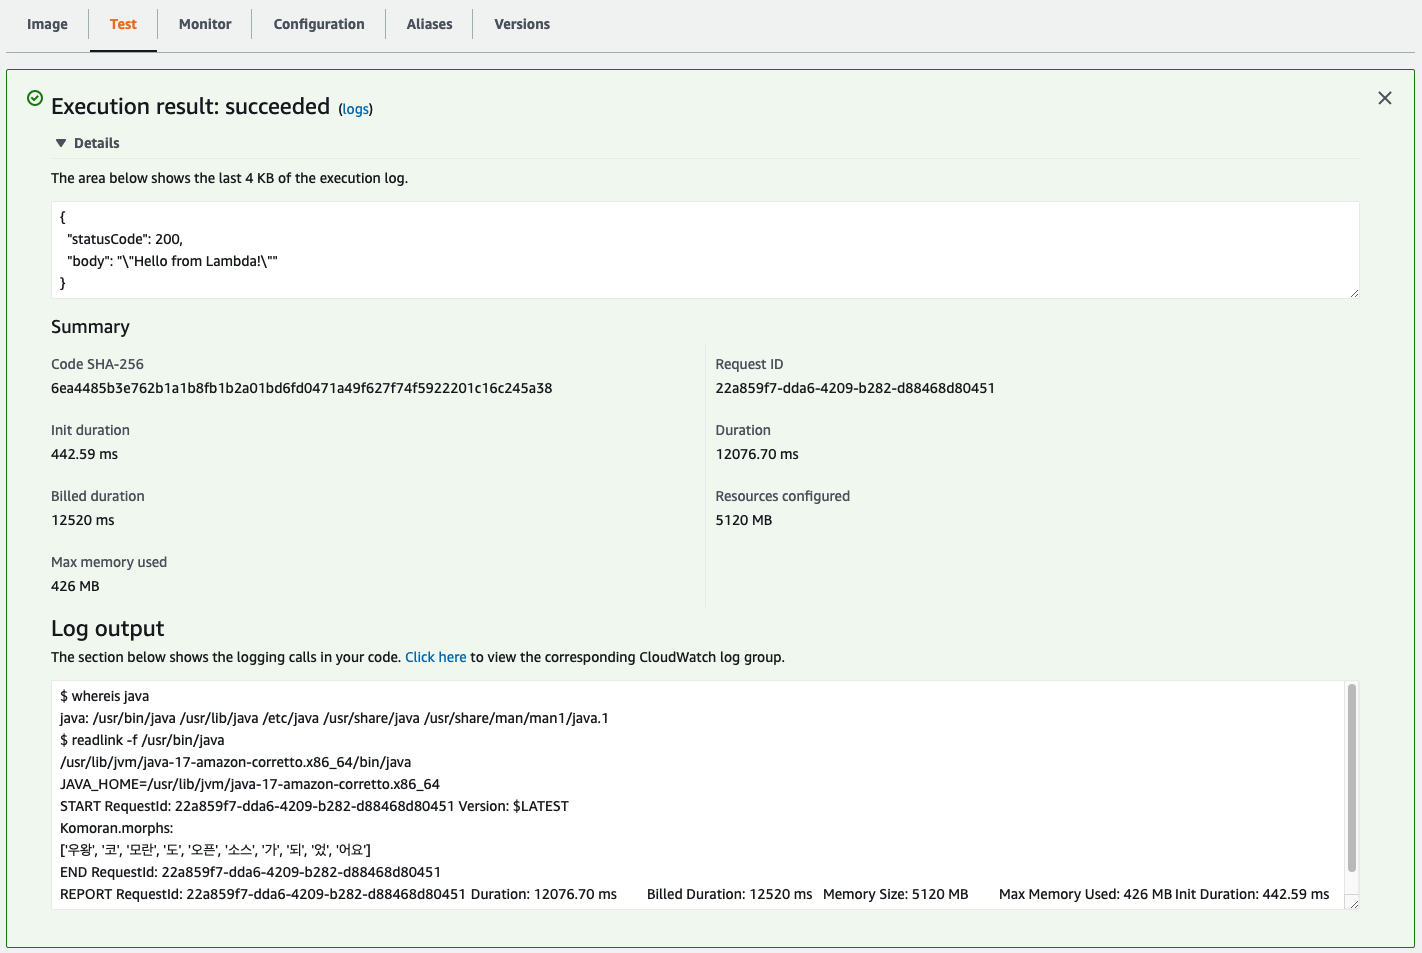 Image
Test
Monitor
Configuration
Aliases
Versions
Execution result: succeeded (logs)
Details
The area below shows the last 4 KB of the execution log.
{
"statusCode": 200,
"body": "\"Hello from Lambda!\""
}
Summary
Code SHA-256
6ea4485b3e762b1a1b8fb1b2a01bd6fd0471a49f627f74f5922201c16c245a38
Request ID
22a859f7-dda6-4209-b282-d88468d80451
Init duration
442.59 ms
Duration
12076.70 ms
Billed duration
12520 ms
Resources configured
5120 MB
Max memory used
426 MB
Log output
The section below shows the logging calls in your code. Click here to view the corresponding CloudWatch log group.
$ whereis java
java: /usr/bin/java /usr/lib/java /etc/java /usr/share/java /usr/share/man/man1/java.1
$ readlink -f /usr/bin/java
/usr/lib/jvm/java-17-amazon-corretto.x86_64/bin/java
JAVA_HOME=/usr/lib/jvm/java-17-amazon-corretto.x86_64
START RequestId: 22a859f7-dda6-4209-b282-d88468d80451 Version: $LATEST
Komoran.morphs:
['우왕', '코', '모란', '도', '오픈', '소스', '가', '되', '었', '어요']
END RequestId: 22a859f7-dda6-4209-b282-d88468d80451
REPORT RequestId: 22a859f7-dda6-4209-b282-d88468d80451 Duration: 12076.70 ms Billed Duration: 12520 ms Memory Size: 5120 MB Max Memory Used: 426 MB Init Duration: 442.59 ms